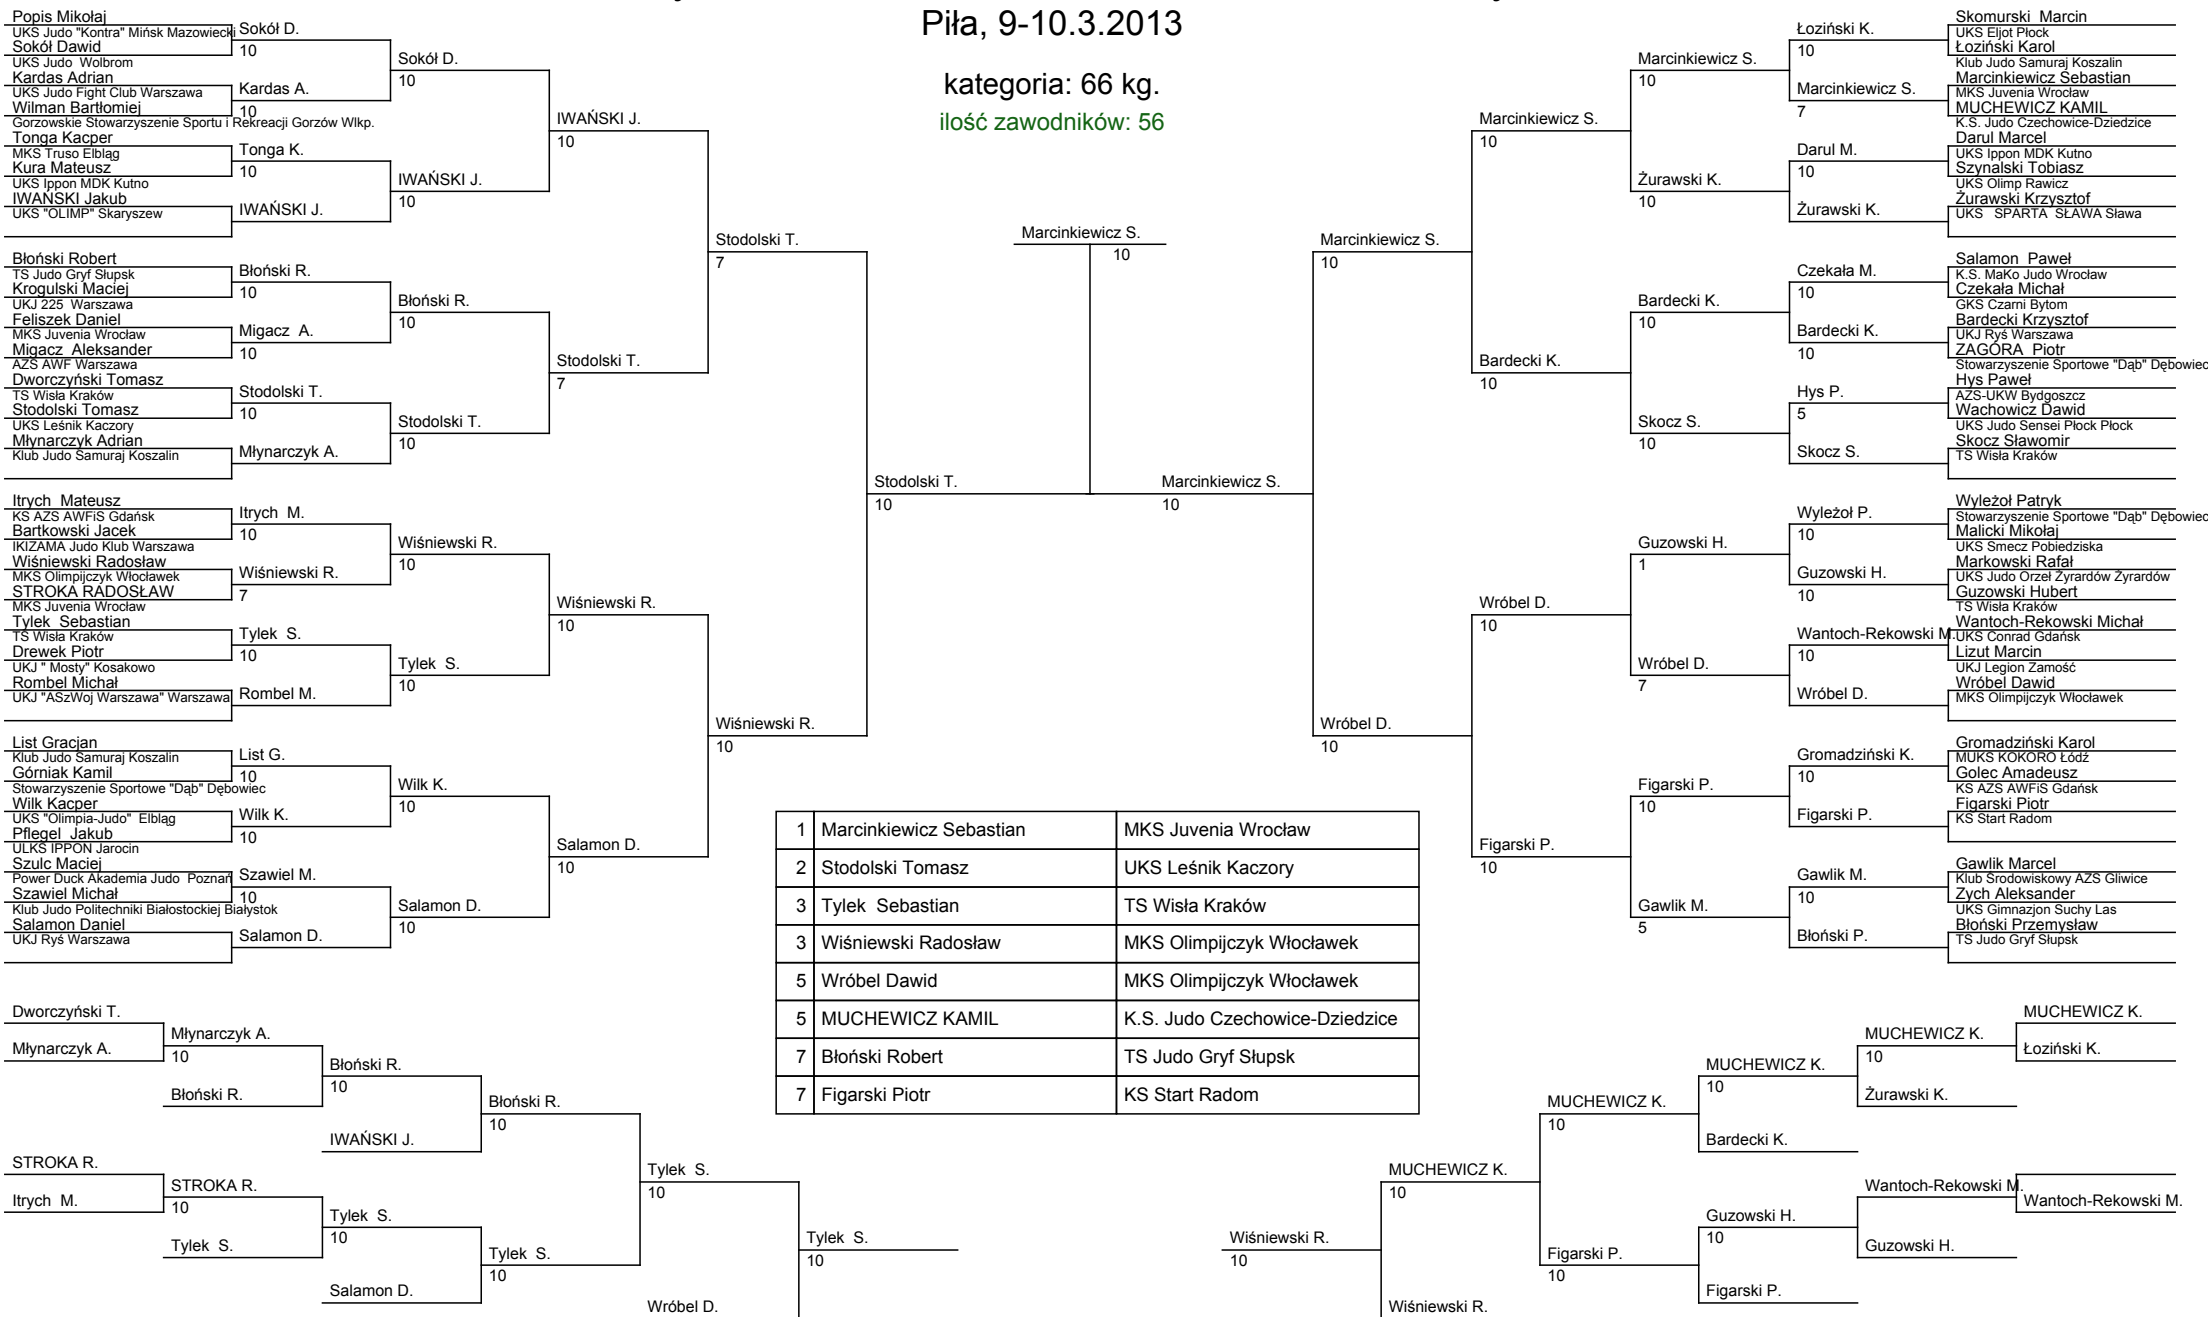 Piła, 9-10.3.2013
kategoria: 66 kg.
ilość zawodników: 56
Popis Mikołaj
UKS Judo "Kontra" Mińsk Mazowiecki
Sokół Dawid
UKS Judo Wolbrom
Kardas Adrian
UKS Judo Fight Club Warszawa
Wilman Bartłomiej
Gorzowskie Stowarzyszenie Sportu i Rekreacji Gorzów Wlkp.
Tonga Kacper
MKS Truso Elbląg
Kura Mateusz
UKS Ippon MDK Kutno
IWAŃSKI Jakub
UKS "OLIMP" Skaryszew
Błoński Robert
TS Judo Gryf Słupsk
Krogulski Maciej
UKJ 225 Warszawa
Feliszek Daniel
MKS Juvenia Wrocław
Migacz Aleksander
AZS AWF Warszawa
Dworczyński Tomasz
TS Wisła Kraków
Stodolski Tomasz
UKS Leśnik Kaczory
Młynarczyk Adrian
Klub Judo Samuraj Koszalin
Itrych Mateusz
KS AZS AWFiS Gdańsk
Bartkowski Jacek
IKIZAMA Judo Klub Warszawa
Wiśniewski Radosław
MKS Olimpijczyk Włocławek
STROKA RADOSŁAW
MKS Juvenia Wrocław
Tylek Sebastian
TS Wisła Kraków
Drewek Piotr
UKJ " Mosty" Kosakowo
Rombel Michał
UKJ "ASzWoj Warszawa" Warszawa
List Gracjan
Klub Judo Samuraj Koszalin
Górniak Kamil
Stowarzyszenie Sportowe "Dąb" Dębowiec
Wilk Kacper
UKS "Olimpia-Judo" Elbląg
Pflegel Jakub
ULKS IPPON Jarocin
Szulc Maciej
Power Duck Akademia Judo Poznań
Szawiel Michał
Klub Judo Politechniki Białostockiej Białystok
Salamon Daniel
UKJ Ryś Warszawa
Sokół D.
10
Kardas A.
10
Tonga K.
10
IWAŃSKI J.
Błoński R.
10
Migacz A.
10
Stodolski T.
10
Młynarczyk A.
Itrych M.
10
Wiśniewski R.
7
Tylek S.
10
Rombel M.
List G.
10
Wilk K.
10
Szawiel M.
10
Salamon D.
Sokół D.
10
IWAŃSKI J.
10
Błoński R.
10
Stodolski T.
10
Wiśniewski R.
10
Tylek S.
10
Wilk K.
10
Salamon D.
10
IWAŃSKI J.
10
Stodolski T.
7
Wiśniewski R.
10
Salamon D.
10
Stodolski T.
7
Wiśniewski R.
10
Stodolski T.
10
Marcinkiewicz S.
10
Marcinkiewicz S.
10
Marcinkiewicz S.
10
Wróbel D.
10
Marcinkiewicz S.
10
Bardecki K.
10
Wróbel D.
10
Figarski P.
10
Marcinkiewicz S.
10
Żurawski K.
10
Bardecki K.
10
Skocz S.
10
Guzowski H.
1
Wróbel D.
7
Figarski P.
10
Gawlik M.
5
Łoziński K.
10
Marcinkiewicz S.
7
Darul M.
10
Żurawski K.
Czekała M.
10
Bardecki K.
10
Hys P.
5
Skocz S.
Wyleżoł P.
10
Guzowski H.
10
Wantoch-Rekowski M.
10
Wróbel D.
Gromadziński K.
10
Figarski P.
Gawlik M.
10
Błoński P.
Skomurski Marcin
UKS Eljot Płock
Łoziński Karol
Klub Judo Samuraj Koszalin
Marcinkiewicz Sebastian
MKS Juvenia Wrocław
MUCHEWICZ KAMIL
K.S. Judo Czechowice-Dziedzice
Darul Marcel
UKS Ippon MDK Kutno
Szynalski Tobiasz
UKS Olimp Rawicz
Żurawski Krzysztof
UKS SPARTA SŁAWA Sława
Salamon Paweł
K.S. MaKo Judo Wrocław
Czekała Michał
GKS Czarni Bytom
Bardecki Krzysztof
UKJ Ryś Warszawa
ZAGÓRA Piotr
Stowarzyszenie Sportowe "Dąb" Dębowiec
Hys Paweł
AZS-UKW Bydgoszcz
Wachowicz Dawid
UKS Judo Sensei Płock Płock
Skocz Sławomir
TS Wisła Kraków
Wyleżoł Patryk
Stowarzyszenie Sportowe "Dąb" Dębowiec
Malicki Mikołaj
UKS Smecz Pobiedziska
Markowski Rafał
UKS Judo Orzeł Żyrardów Żyrardów
Guzowski Hubert
TS Wisła Kraków
Wantoch-Rekowski Michał
UKS Conrad Gdańsk
Lizut Marcin
UKJ Legion Zamość
Wróbel Dawid
MKS Olimpijczyk Włocławek
Gromadziński Karol
MUKS KOKORO Łódź
Golec Amadeusz
KS AZS AWFiS Gdańsk
Figarski Piotr
KS Start Radom
Gawlik Marcel
Klub Środowiskowy AZS Gliwice
Zych Aleksander
UKS Gimnazjon Suchy Las
Błoński Przemysław
TS Judo Gryf Słupsk
1 Marcinkiewicz Sebastian MKS Juvenia Wrocław
2 Stodolski Tomasz UKS Leśnik Kaczory
3 Tylek Sebastian TS Wisła Kraków
3 Wiśniewski Radosław MKS Olimpijczyk Włocławek
5 Wróbel Dawid MKS Olimpijczyk Włocławek
5 MUCHEWICZ KAMIL K.S. Judo Czechowice-Dziedzice
7 Błoński Robert TS Judo Gryf Słupsk
7 Figarski Piotr KS Start Radom
Dworczyński T.
Młynarczyk A.
STROKA R.
Itrych M.
Młynarczyk A.
10
Błoński R.
STROKA R.
10
Tylek S.
Błoński R.
10
IWAŃSKI J.
Tylek S.
10
Salamon D.
Błoński R.
10
Tylek S.
10
Tylek S.
10
Wróbel D.
Tylek S.
10
Wiśniewski R.
10
MUCHEWICZ K.
10
Wiśniewski R.
MUCHEWICZ K.
10
Figarski P.
10
MUCHEWICZ K.
10
Bardecki K.
Guzowski H.
10
Figarski P.
MUCHEWICZ K.
10
Żurawski K.
Wantoch-Rekowski M.
Guzowski H.
MUCHEWICZ K.
Łoziński K.
Wantoch-Rekowski M.